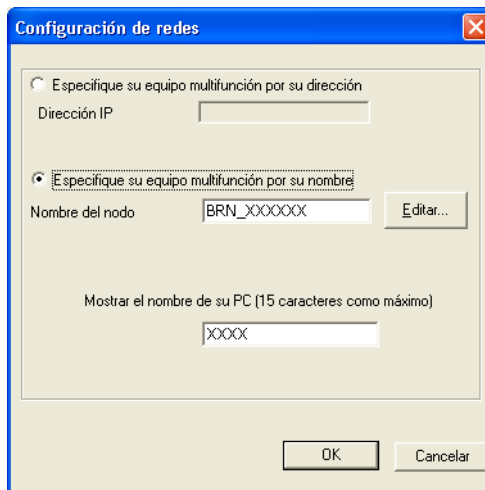 Configuración de redes
Especifique su equipo multifunción por su dirección
Dirección IP
Especifique su equipo multifunción por su nombre
Nombre del nodo BRN_XXXXXX Editar...
Mostrar el nombre de su PC (15 caracteres como máximo)
XXXX
OK Cancelar